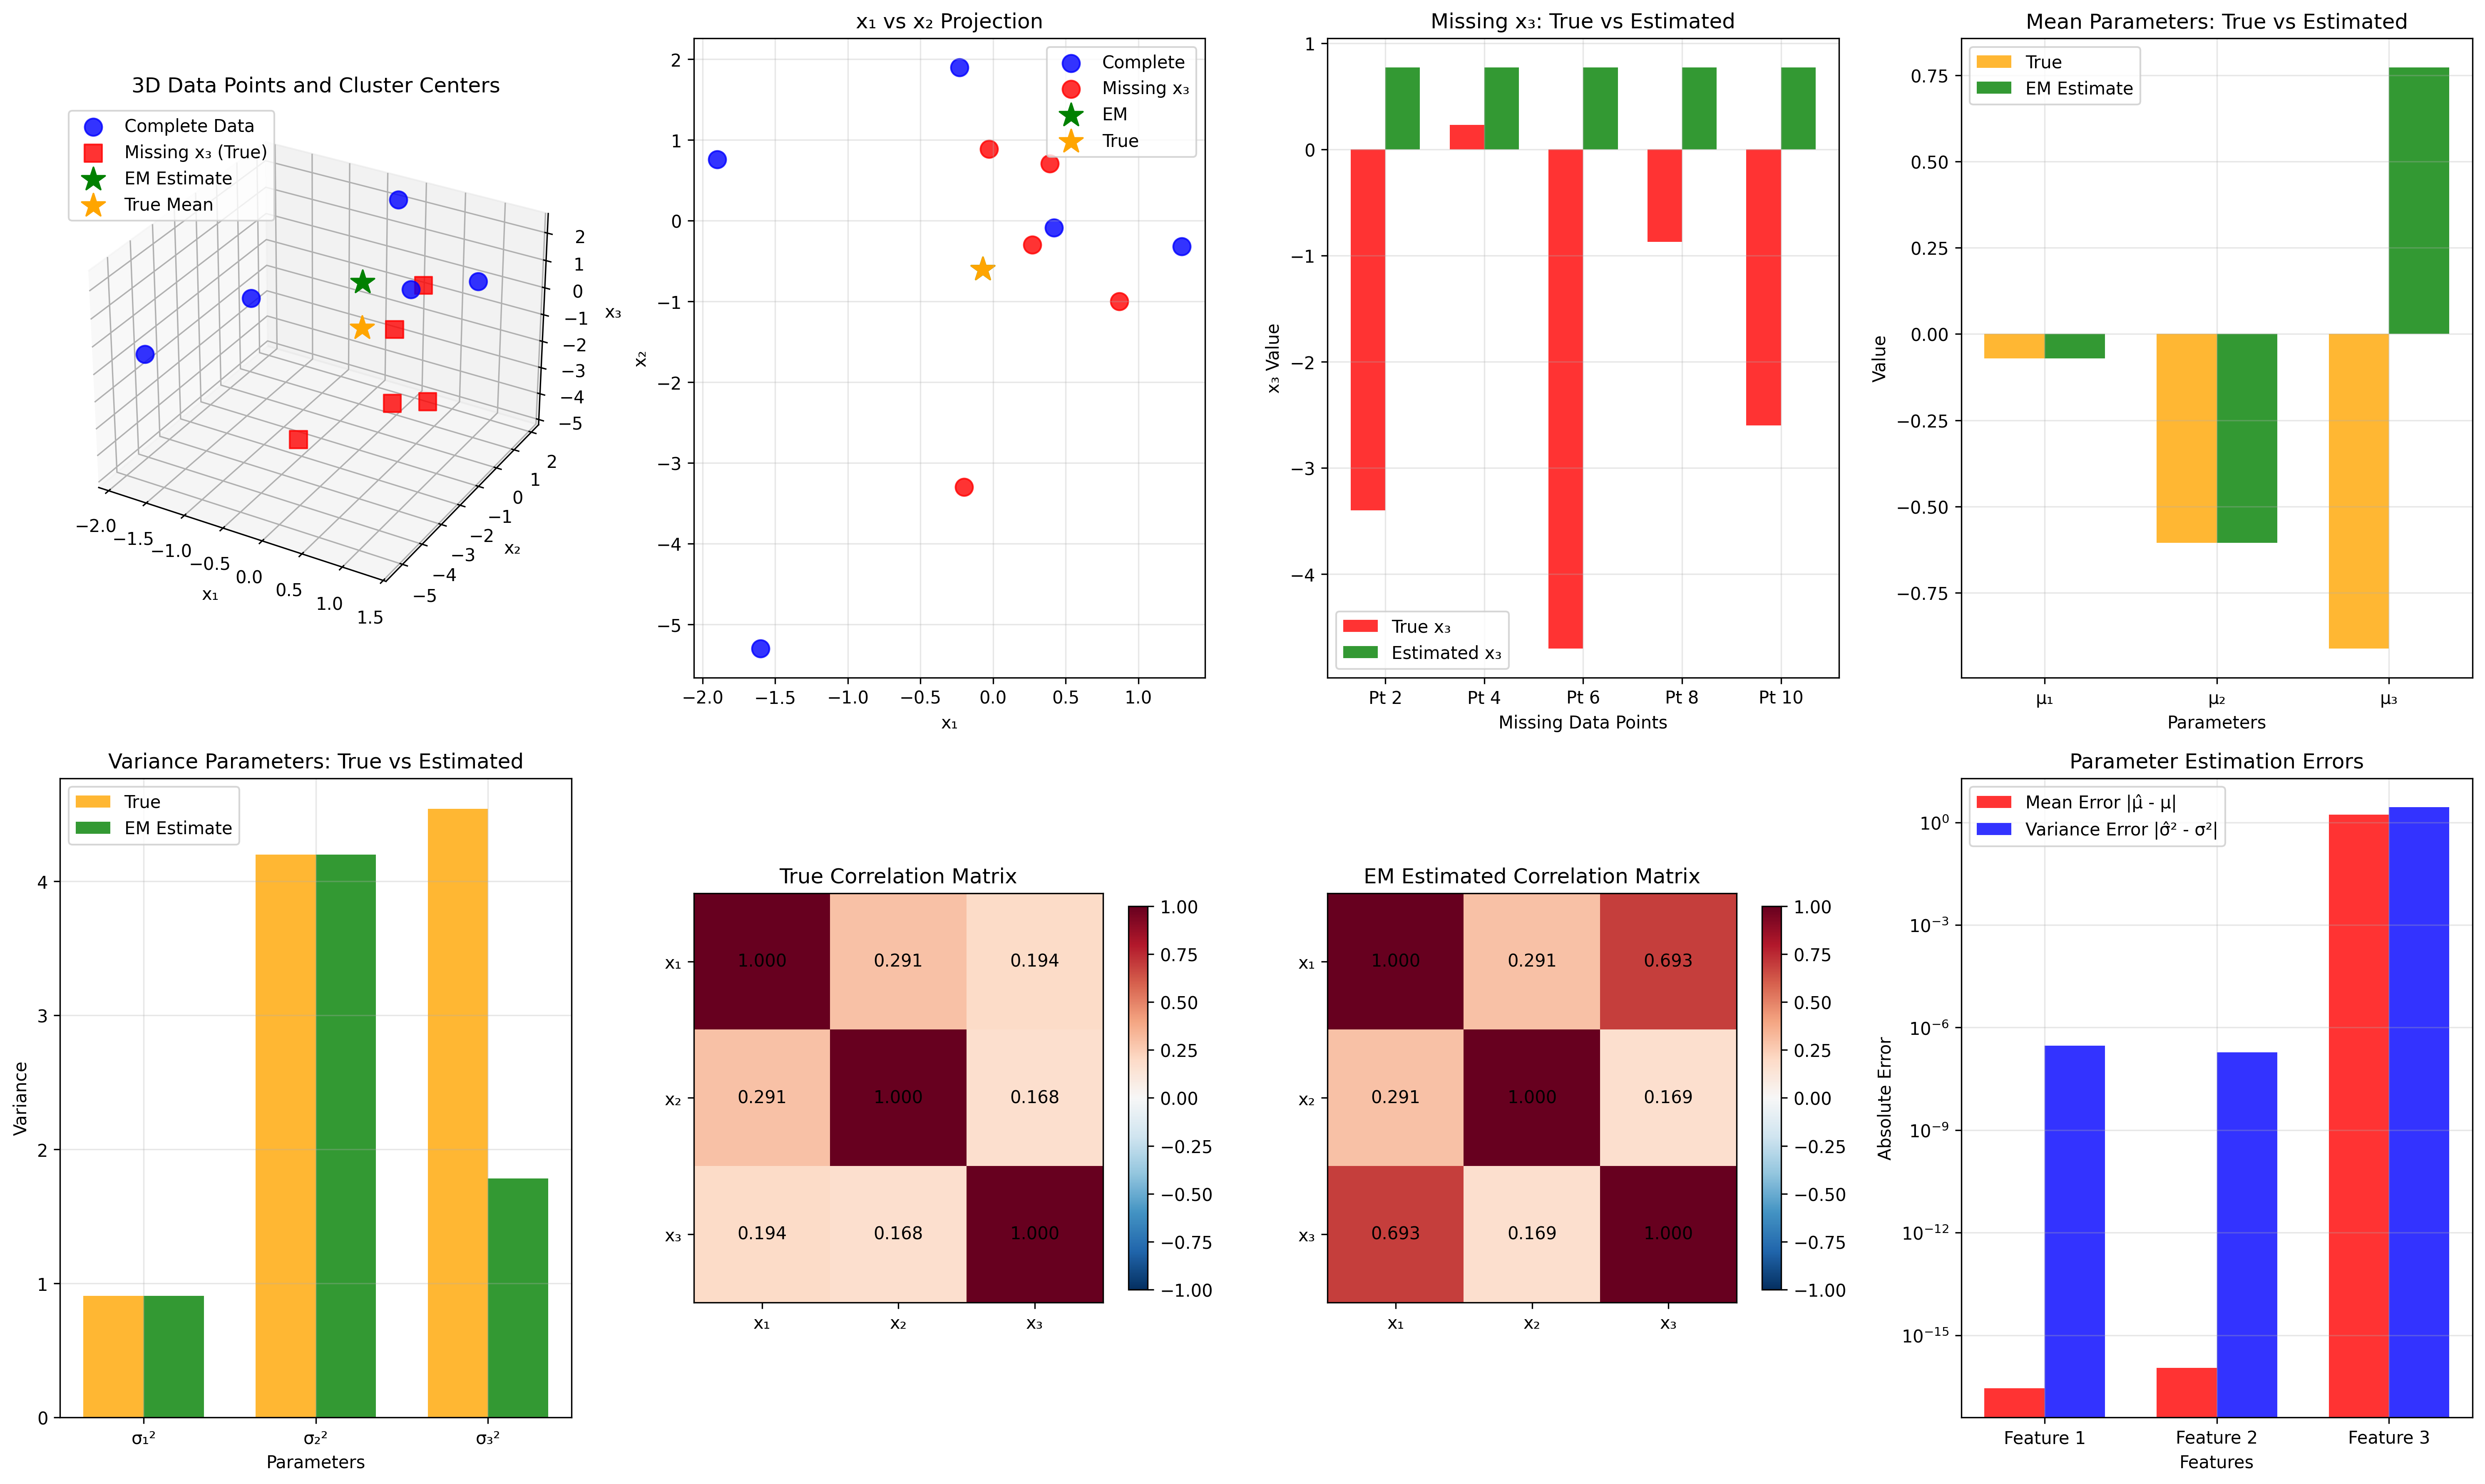 3D Data Points and Cluster Centers
Complete Data
Missing x₃ (True)
EM Estimate
True Mean
2
1
0
−1
−2
−3
−4
−5
x₃
2
1
0
−1
−2
−3
−4
−5
x₂
−2.0
−1.5
−1.0
−0.5
0.0
0.5
1.0
1.5
x₁
x₁ vs x₂ Projection
Complete
Missing x₃
EM
True
2
1
0
−1
−2
−3
−4
−5
x₂
−2.0 −1.5 −1.0 −0.5 0.0 0.5 1.0
x₁
Missing x₃: True vs Estimated
1
0
−1
−2
−3
−4
x₃ Value
True x₃
Estimated x₃
Pt 2 Pt 4 Pt 6 Pt 8 Pt 10
Missing Data Points
Mean Parameters: True vs Estimated
True
EM Estimate
0.75
0.50
0.25
0.00
−0.25
−0.50
−0.75
Value
μ₁ μ₂ μ₃
Parameters
Variance Parameters: True vs Estimated
True
EM Estimate
4
3
2
1
0
Variance
σ₁² σ₂² σ₃²
Parameters
True Correlation Matrix
x₁ 1.000 0.291 0.194
x₂ 0.291 1.000 0.168
x₃ 0.194 0.168 1.000
x₁ x₂ x₃
1.00
0.75
0.50
0.25
0.00
−0.25
−0.50
−0.75
−1.00
EM Estimated Correlation Matrix
x₁ 1.000 0.291 0.693
x₂ 0.291 1.000 0.169
x₃ 0.693 0.169 1.000
x₁ x₂ x₃
1.00
0.75
0.50
0.25
0.00
−0.25
−0.50
−0.75
−1.00
Parameter Estimation Errors
Mean Error |μ̂ - μ|
Variance Error |σ̂² - σ²|
10⁰
10⁻³
10⁻⁶
10⁻⁹
10⁻¹²
10⁻¹⁵
Absolute Error
Feature 1 Feature 2 Feature 3
Features